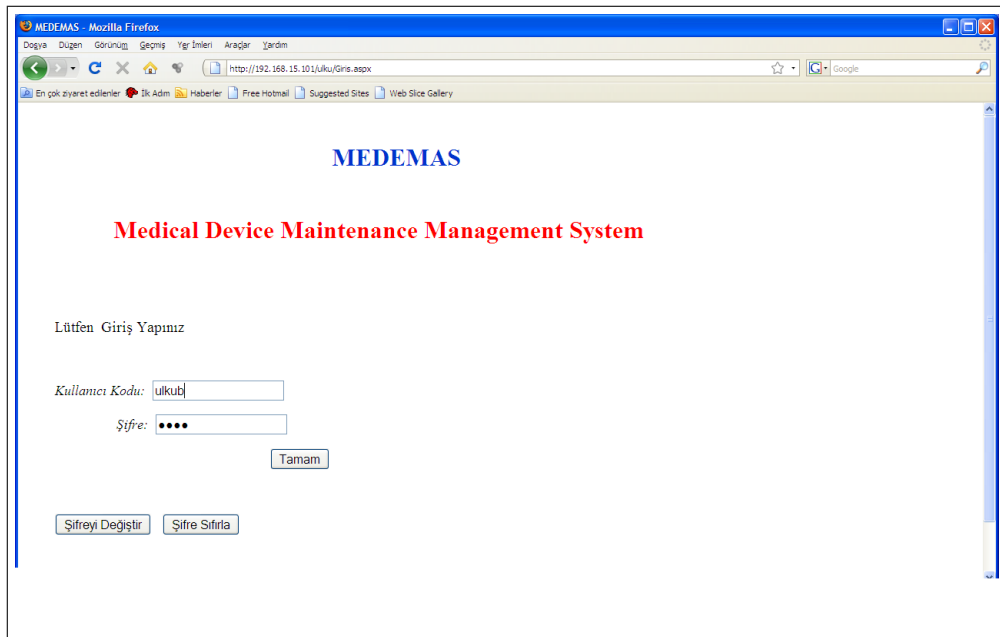 MEDEMAS - Mozilla Firefox
Dosya Düzen Görünüm Geçmiş Yer İmleri Araçlar Yardım
http://192.168.15.101/ulku/Giris.aspx G Google
En çok ziyaret edilenler İlk Adım Haberler Free Hotmail Suggested Sites Web Slice Gallery
MEDEMAS
Medical Device Maintenance Management System
Lütfen Giriş Yapınız
Kullanıcı Kodu: ulkub
Şifre: ••••
Tamam
Şifreyi Değiştir Şifre Sıfırla